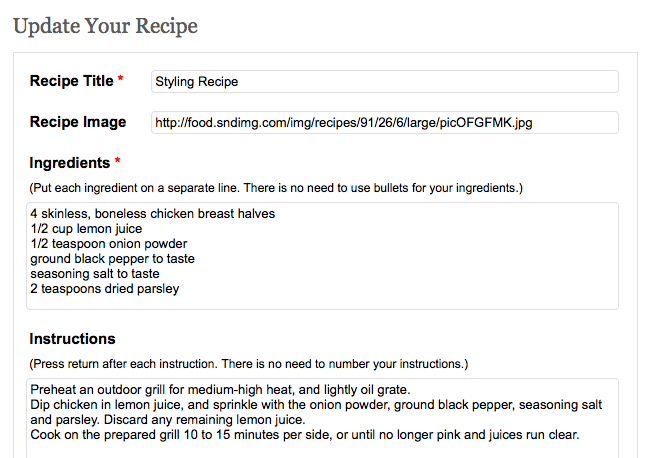 Update Your Recipe
Recipe Title *
Styling Recipe
Recipe Image
http://food.sndimg.com/img/recipes/91/26/6/large/picOFGFMK.jpg
Ingredients *
(Put each ingredient on a separate line. There is no need to use bullets for your ingredients.)
4 skinless, boneless chicken breast halves
1/2 cup lemon juice
1/2 teaspoon onion powder
ground black pepper to taste
seasoning salt to taste
2 teaspoons dried parsley
Instructions
(Press return after each instruction. There is no need to number your instructions.)
Preheat an outdoor grill for medium-high heat, and lightly oil grate.
Dip chicken in lemon juice, and sprinkle with the onion powder, ground black pepper, seasoning salt
and parsley. Discard any remaining lemon juice.
Cook on the prepared grill 10 to 15 minutes per side, or until no longer pink and juices run clear.